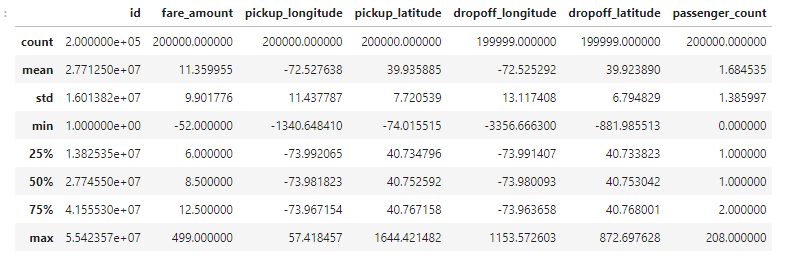 : id fare_amount pickup_longitude pickup_latitude dropoff_longitude dropoff_latitude passenger_count
count 2.000000e+05 200000.000000 200000.000000 200000.000000 199999.000000 199999.000000 200000.000000
mean 2.771250e+07 11.359955 -72.527638 39.935885 -72.525292 39.923890 1.684535
std 1.601382e+07 9.901776 11.437787 7.720539 13.117408 6.794829 1.385997
min 1.000000e+00 -52.000000 -1340.648410 -74.015515 -3356.666300 -881.985513 0.000000
25% 1.382535e+07 6.000000 -73.992065 40.734796 -73.991407 40.733823 1.000000
50% 2.774550e+07 8.500000 -73.981823 40.752592 -73.980093 40.753042 1.000000
75% 4.155530e+07 12.500000 -73.967154 40.767158 -73.963658 40.768001 2.000000
max 5.542357e+07 499.000000 57.418457 1644.421482 1153.572603 872.697628 208.000000